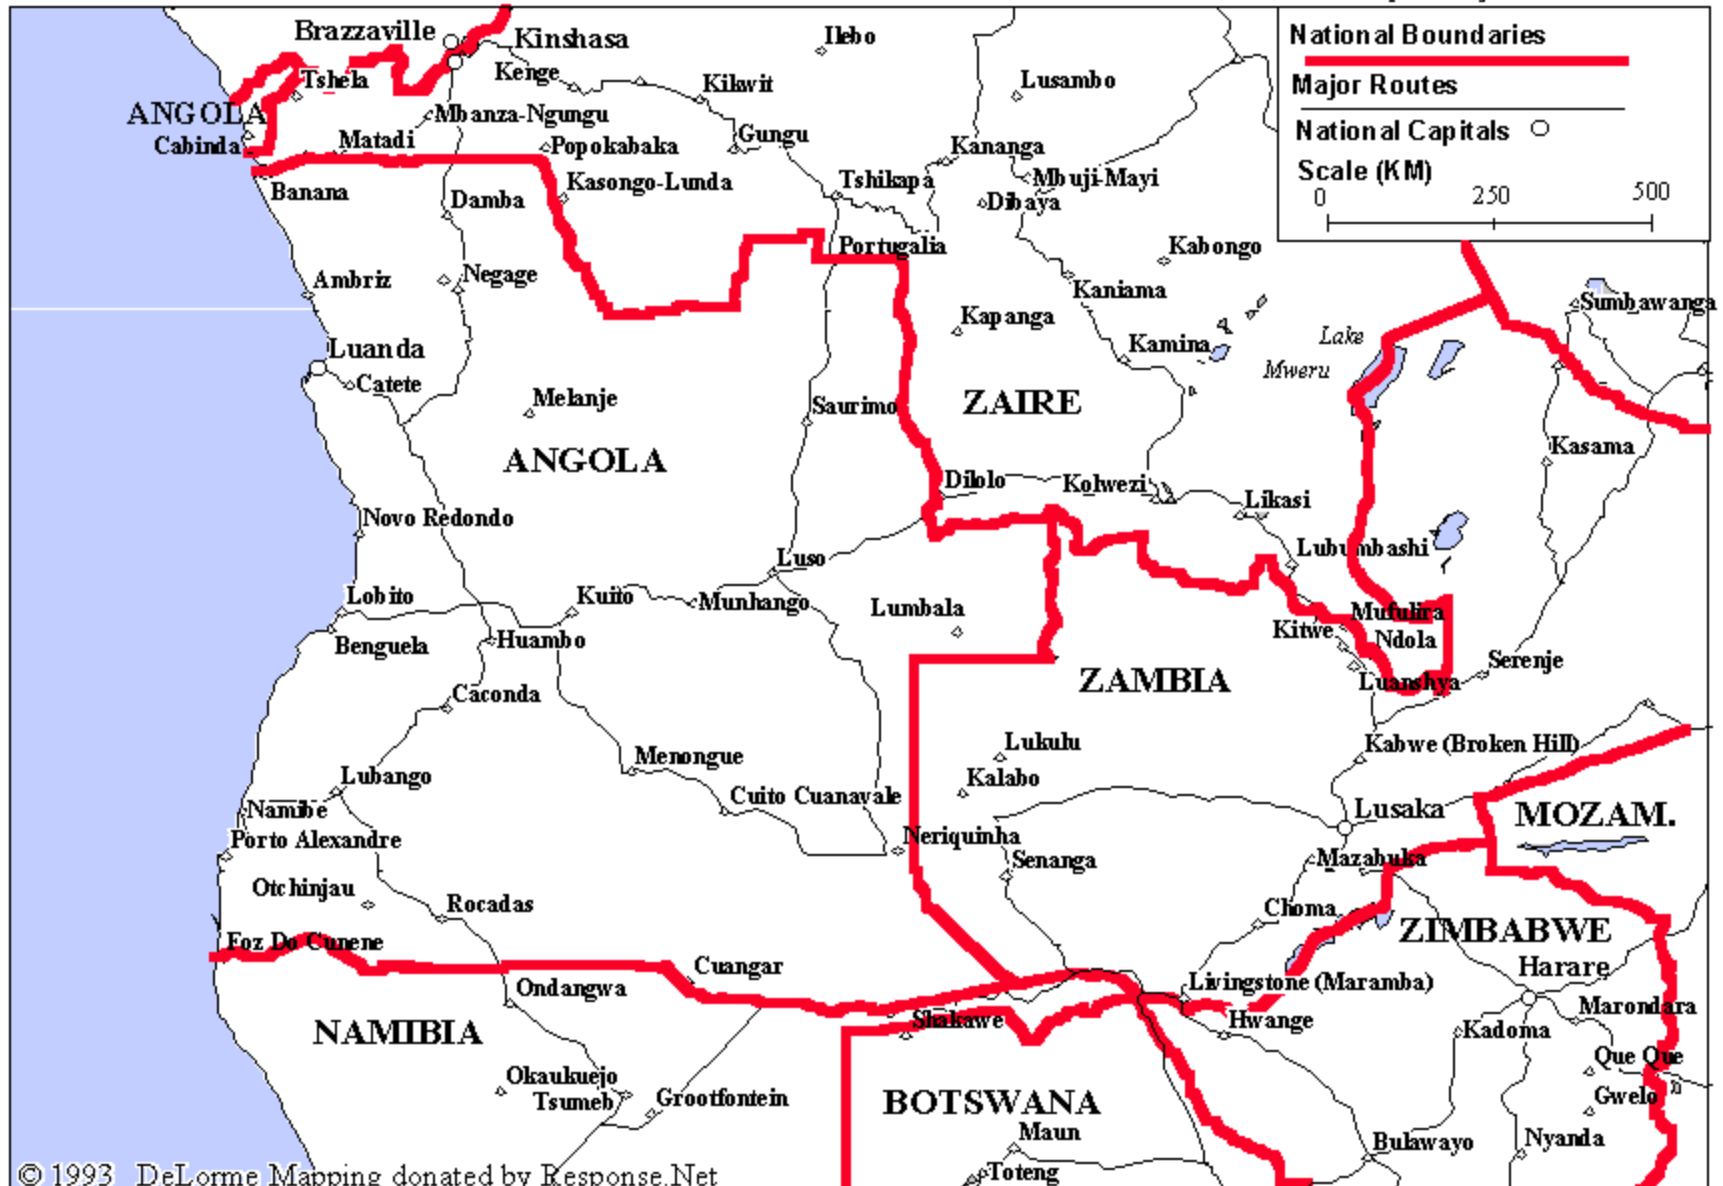 National Boundaries
Major Routes
National Capitals
Scale (KM)
0 250 500
Brazzaville
Kinshasa
Ilebo
Tshela
Kenge
Kikwit
Lusambo
ANGOLA
Mbanza-Ngungu
Cabinda
Matadi
Popokabaka
Gungu
Kananga
Banana
Kasongo-Lunda
Tshikapa
Mbuji-Mayi
Damba
Dibaya
Portugalia
Kabongo
Ambriz
Negage
Kaniama
Sumbawanga
Kapanga
Lake
Mweru
Luanda
Kamina
Catete
Melanje
Saurimo
ZAIRE
ANGOLA
Kasama
Dilolo
Kolwezi
Likasi
Novo Redondo
Luso
Lubumbashi
Lobito
Kuito
Munhango
Lumbala
Mufulira
Kitwe
Ndola
Benguela
Huambo
Serenje
Caconda
ZAMBIA
Luanshya
Lukulu
Kabwe (Broken Hill)
Menongue
Lubango
Kalabo
Cuito Cuanavale
Namibe
Lusaka
MOZAM.
Porto Alexandre
Neriquinha
Senanga
Mazabuka
Otchinjau
Rocadas
Choma
ZIMBABWE
Foz Do Cunene
Cuangar
Harare
Ondangwa
Livingstone (Maramba)
NAMIBIA
Shakawe
Hwange
Marondara
Kadoma
Que Que
Okaukuejo
Tsumeb
Grootfontein
BOTSWANA
Gwelo
Maun
Bulawayo
Nyanda
Toteng
© 1993 DeLorme Mapping donated by Response.Net